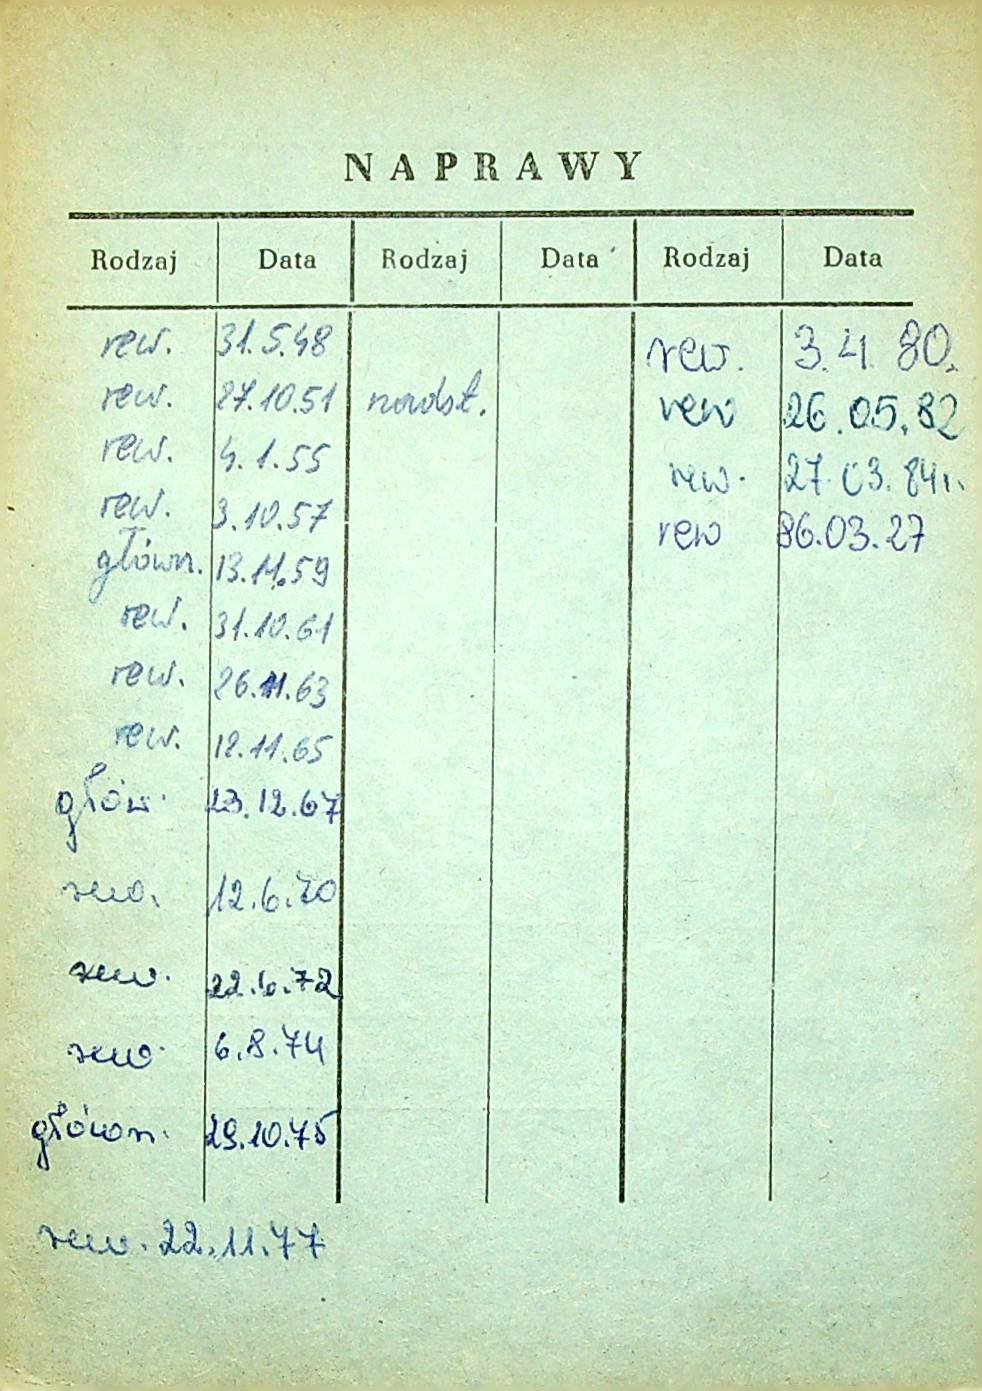 NAPRAWY
Rodzaj Data Rodzaj Data Rodzaj Data
rew. 31.5.48 rew. 3.4.80.
rew. 27.10.51 rew 26.05.82
rew. 4.1.55 rew. 27.03.84r.
rew. 3.10.57 rew 86.03.27
główn. 13.11.59
rew. 31.10.61
rew. 26.11.63
rew. 12.11.65
głów. 23.12.67
rew. 12.6.70
rew. 22.6.72
rew. 6.8.74
główn. 29.10.75
rew. 22.11.77